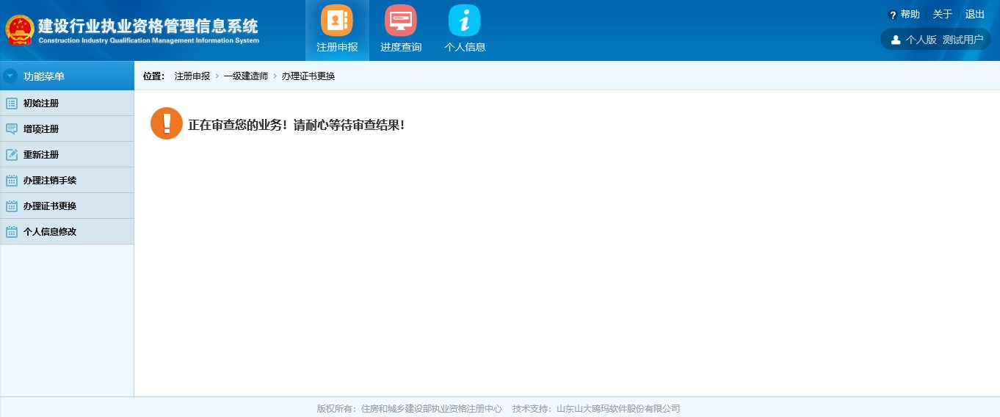 建设行业执业资格管理信息系统
Construction Industry Qualification Management Information System
注册申报
进度查询
个人信息
? 帮助 关于 退出
个人版 测试用户
功能菜单
位置： 注册申报 › 一级建造师 › 办理证书更换
初始注册
增项注册
重新注册
办理注销手续
办理证书更换
个人信息修改
正在审查您的业务！请耐心等待审查结果！
版权所有：住房和城乡建设部执业资格注册中心 技术支持：山东山大鸥玛软件股份有限公司